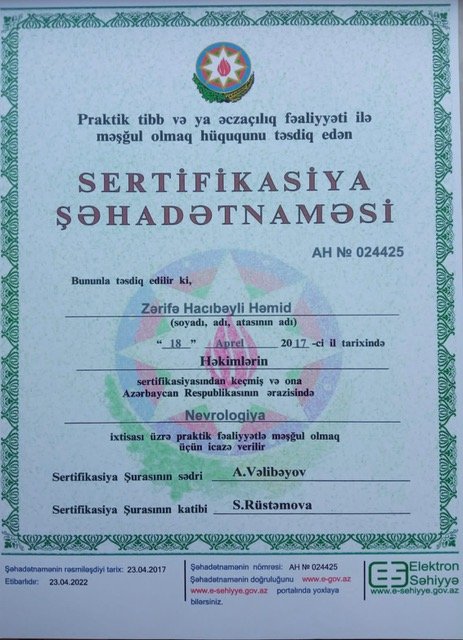 Praktik tibb və ya əczaçılıq fəaliyyəti ilə
məşğul olmaq hüququnu təsdiq edən
SERTİFİKASİYA
ŞƏHADƏTNAMƏSİ
AH № 024425
Bununla təsdiq edilir ki,
Zərifə Hacıbəyli Həmid
(soyadı, adı, atasının adı)
“ 18 ” Aprel 2017 -ci il tarixində
Həkimlərin
sertifikasiyasından keçmiş və ona
Azərbaycan Respublikasının ərazisində
Nevrologiya
ixtisası üzrə praktik fəaliyyətlə məşğul olmaq
üçün icazə verilir
Sertifikasiya Şurasının sədri A.Vəlibəyov
Sertifikasiya Şurasının katibi S.Rüstəmova
Şəhadətnamənin rəsmiləşdiyi tarix: 23.04.2017
Etibarlıdır: 23.04.2022
Şəhadətnamənin nömrəsi: AH № 024425
Şəhadətnamənin doğruluğunu www.e-gov.az
www.e-sehiyye.gov.az portalında yoxlaya
bilərsiniz.
Elektron
Səhiyyə
www.e-sehiyye.gov.az